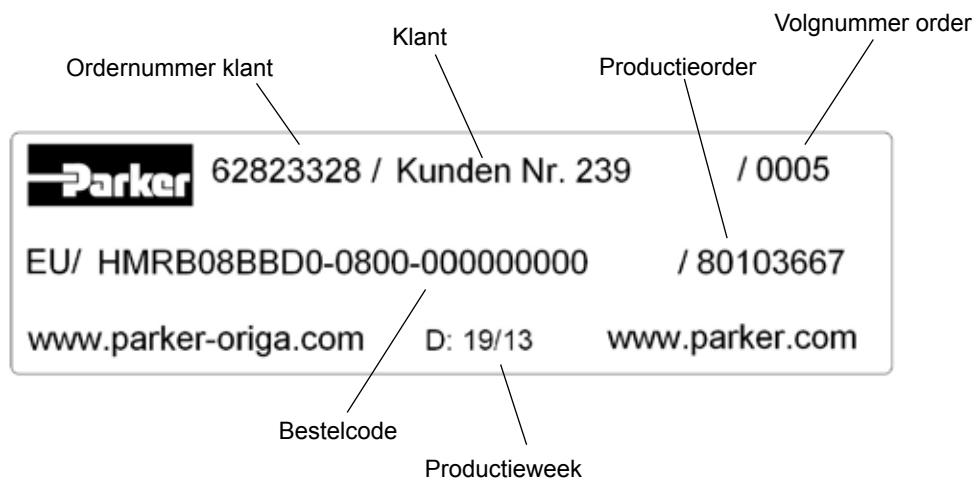 Volgnummer order
Klant
Ordernummer klant
Productieorder
Parker 62823328 / Kunden Nr. 239 / 0005
EU/ HMRB08BBD0-0800-000000000 / 80103667
www.parker-origa.com D: 19/13 www.parker.com
Bestelcode
Productieweek